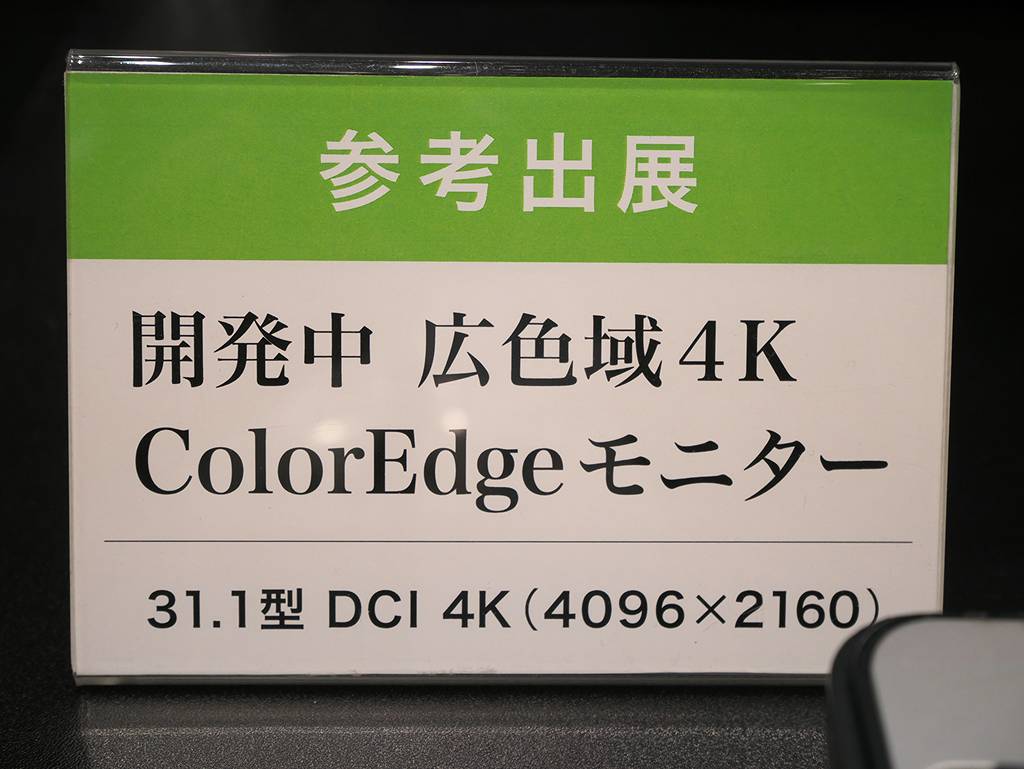 参考出展
開発中 広色域4K
ColorEdgeモニター
31.1型 DCI 4K(4096×2160)